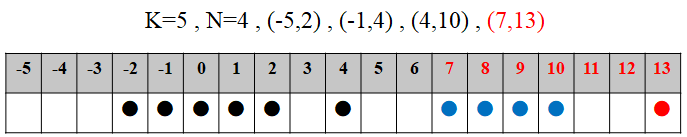 K=5 , N=4 , (-5,2) , (-1,4) , (4,10) , (7,13)
-5 -4 -3 -2 -1 0 1 2 3 4 5 6 7 8 9 10 11 12 13